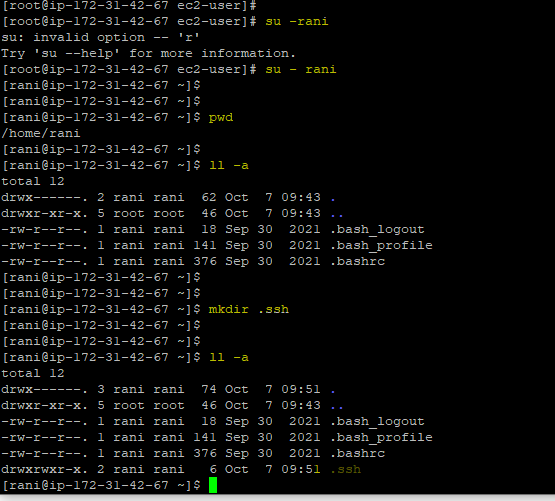 [root@ip-172-31-42-67 ec2-user]#
[root@ip-172-31-42-67 ec2-user]# su -rani
su: invalid option -- 'r'
Try 'su --help' for more information.
[root@ip-172-31-42-67 ec2-user]# su - rani
[rani@ip-172-31-42-67 ~]$
[rani@ip-172-31-42-67 ~]$
[rani@ip-172-31-42-67 ~]$ pwd
/home/rani
[rani@ip-172-31-42-67 ~]$
[rani@ip-172-31-42-67 ~]$ ll -a
total 12
drwx------. 2 rani rani  62 Oct  7 09:43 .
drwxr-xr-x. 5 root root  46 Oct  7 09:43 ..
-rw-r--r--. 1 rani rani  18 Sep 30  2021 .bash_logout
-rw-r--r--. 1 rani rani 141 Sep 30  2021 .bash_profile
-rw-r--r--. 1 rani rani 376 Sep 30  2021 .bashrc
[rani@ip-172-31-42-67 ~]$
[rani@ip-172-31-42-67 ~]$
[rani@ip-172-31-42-67 ~]$ mkdir .ssh
[rani@ip-172-31-42-67 ~]$
[rani@ip-172-31-42-67 ~]$
[rani@ip-172-31-42-67 ~]$ ll -a
total 12
drwx------. 3 rani rani  74 Oct  7 09:51 .
drwxr-xr-x. 5 root root  46 Oct  7 09:43 ..
-rw-r--r--. 1 rani rani  18 Sep 30  2021 .bash_logout
-rw-r--r--. 1 rani rani 141 Sep 30  2021 .bash_profile
-rw-r--r--. 1 rani rani 376 Sep 30  2021 .bashrc
drwxrwxr-x. 2 rani rani   6 Oct  7 09:51 .ssh
[rani@ip-172-31-42-67 ~]$